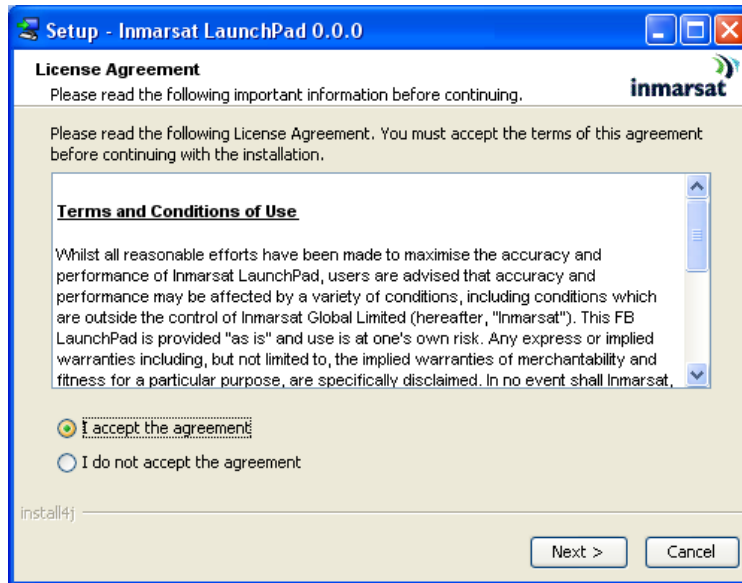 Setup - Inmarsat LaunchPad 0.0.0
License Agreement
Please read the following important information before continuing.
inmarsat
Please read the following License Agreement. You must accept the terms of this agreement
before continuing with the installation.
Terms and Conditions of Use
Whilst all reasonable efforts have been made to maximise the accuracy and
performance of Inmarsat LaunchPad, users are advised that accuracy and
performance may be affected by a variety of conditions, including conditions which
are outside the control of Inmarsat Global Limited (hereafter, "Inmarsat"). This FB
LaunchPad is provided "as is" and use is at one's own risk. Any express or implied
warranties including, but not limited to, the implied warranties of merchantability and
fitness for a particular purpose, are specifically disclaimed. In no event shall Inmarsat,
I accept the agreement
I do not accept the agreement
install4j
Next >
Cancel